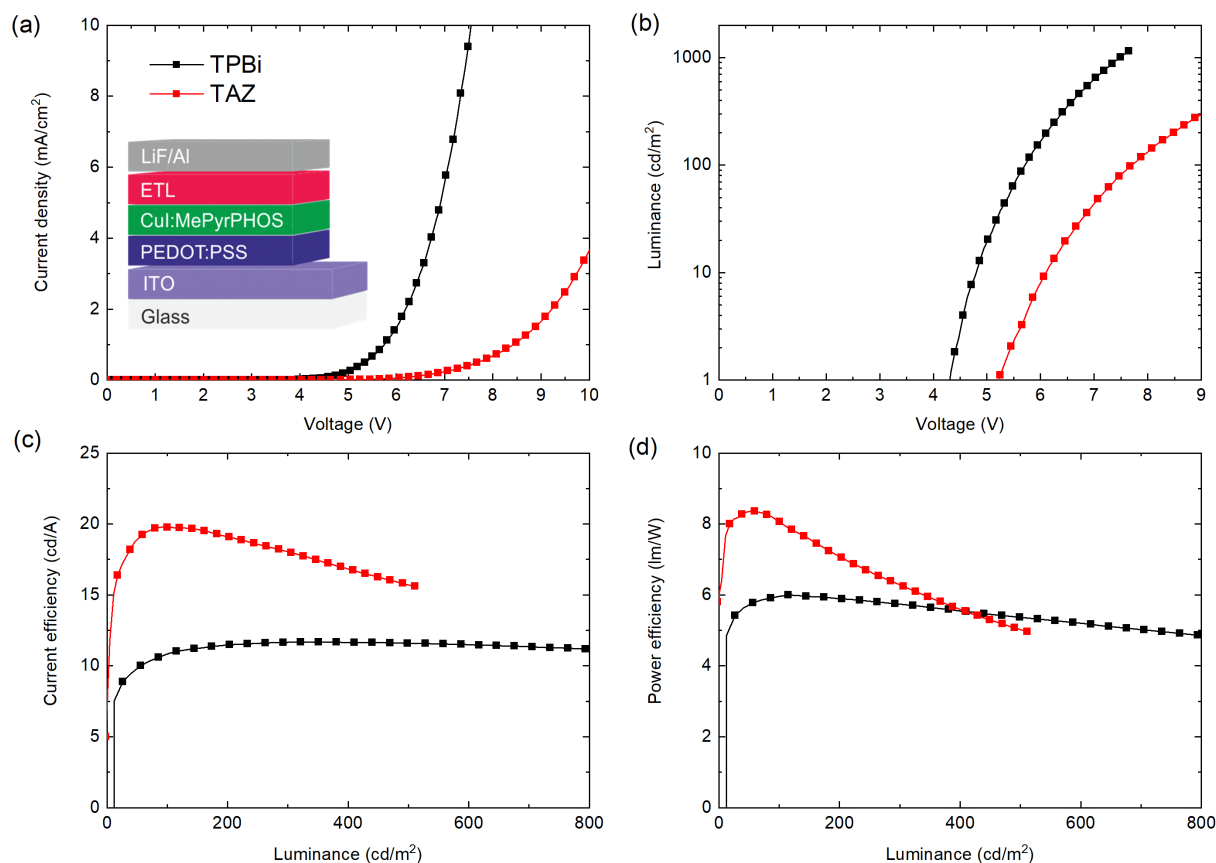 (a)
10
8
6
4
2
0
Current density (mA/cm²)
TPBi
TAZ
LiF/Al
ETL
CuI:MePyrPHOS
PEDOT:PSS
ITO
Glass
0 1 2 3 4 5 6 7 8 9 10
Voltage (V)
(b)
1000
100
10
1
Luminance (cd/m²)
0 1 2 3 4 5 6 7 8 9
Voltage (V)
(c)
25
20
15
10
5
0
Current efficiency (cd/A)
0 200 400 600 800
Luminance (cd/m²)
(d)
10
8
6
4
2
0
Power efficiency (lm/W)
0 200 400 600 800
Luminance (cd/m²)